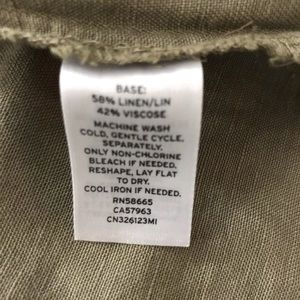 BASE:
58% LINEN/LIN
42% VISCOSE
MACHINE WASH
COLD, GENTLE CYCLE,
SEPARATELY.
ONLY NON-CHLORINE
BLEACH IF NEEDED.
RESHAPE, LAY FLAT
TO DRY.
COOL IRON IF NEEDED.
RN58665
CA57963
CN326123MI